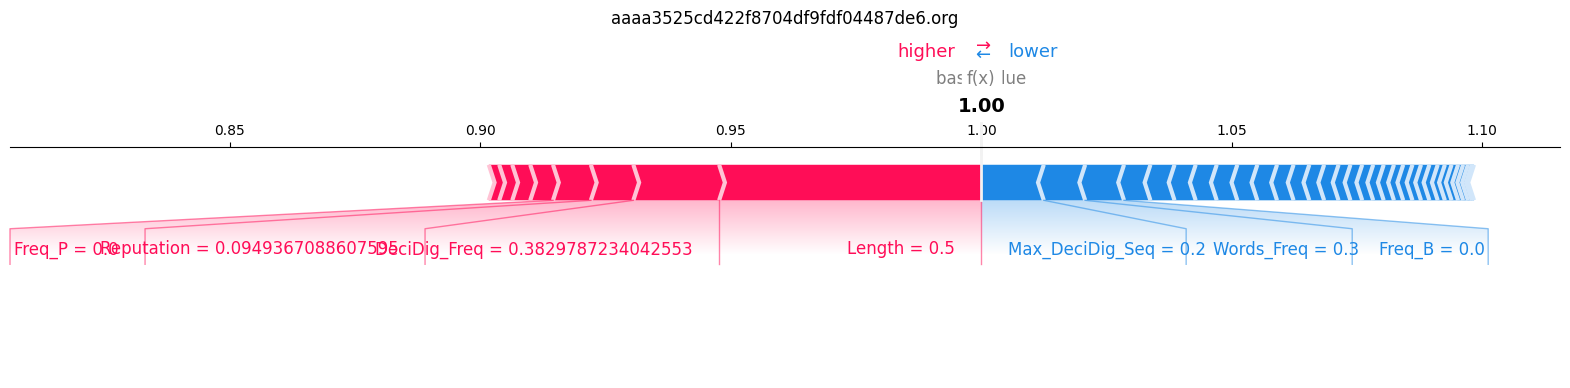 aaaa3525cd422f8704df9fdf04487de6.org
higher ⇄ lower
bas f(x) lue
1.00
0.85 0.90 0.95 1.00 1.05 1.10
Freq_P = 0.0 Reputation = 0.0949367088607595 DeciDig_Freq = 0.3829787234042553 Length = 0.5 Max_DeciDig_Seq = 0.2 Words_Freq = 0.3 Freq_B = 0.0